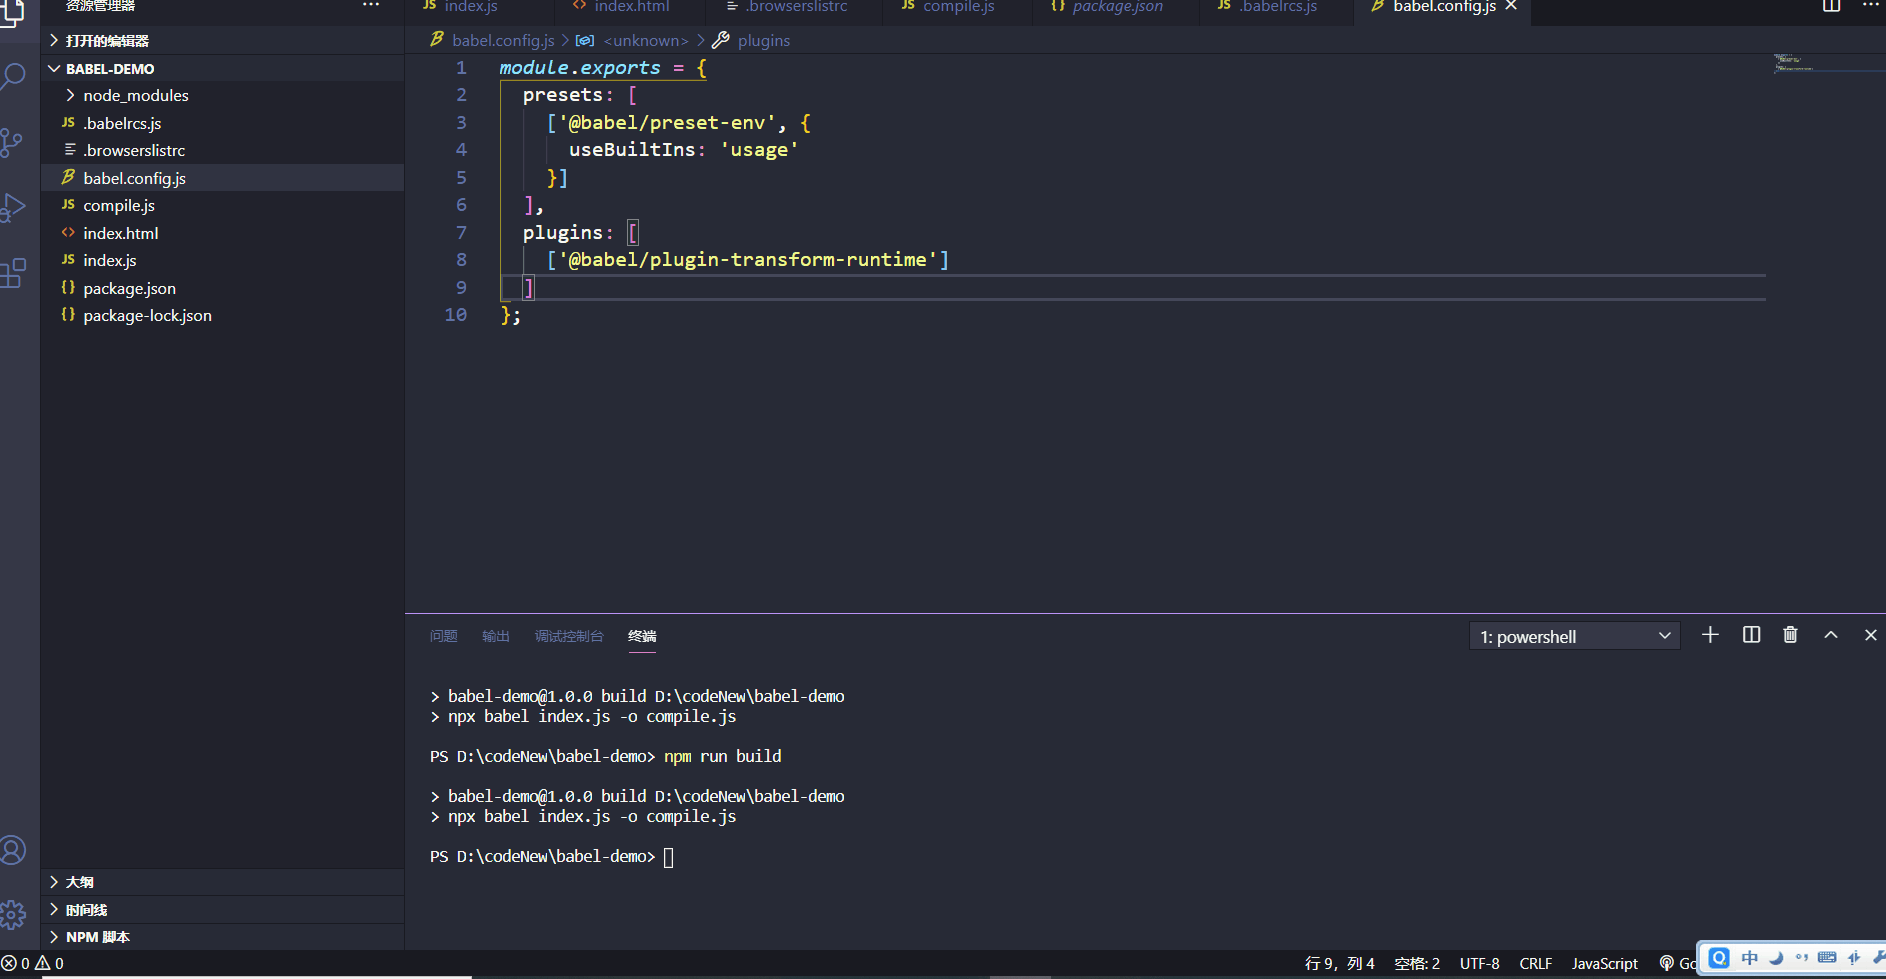 资源管理器
打开的编辑器
BABEL-DEMO
node_modules
.babelrcs.js
.browserslistrc
babel.config.js
compile.js
index.html
index.js
package.json
package-lock.json
大纲
时间线
NPM 脚本
index.js index.html .browserslistrc compile.js package.json .babelrcs.js babel.config.js
babel.config.js > <unknown> > plugins
1 module.exports = {
2 presets: [
3 ['@babel/preset-env', {
4 useBuiltIns: 'usage'
5 }]
6 ],
7 plugins: [
8 ['@babel/plugin-transform-runtime']
9 ]
10 };
问题 输出 调试控制台 终端
1: powershell
> babel-demo@1.0.0 build D:\codeNew\babel-demo
> npx babel index.js -o compile.js
PS D:\codeNew\babel-demo> npm run build
> babel-demo@1.0.0 build D:\codeNew\babel-demo
> npx babel index.js -o compile.js
PS D:\codeNew\babel-demo>
0 0 行 9，列 4 空格: 2 UTF-8 CRLF JavaScript Go
中